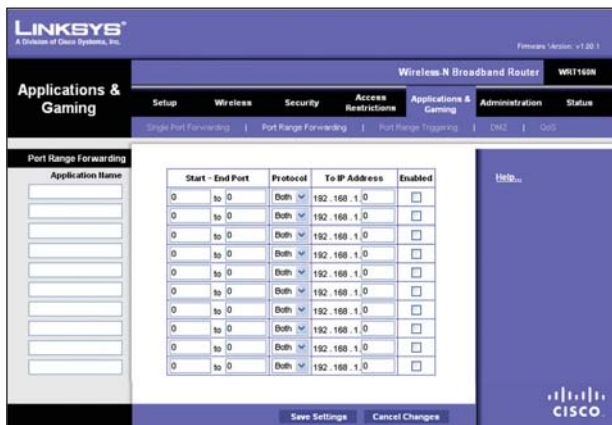 LINKSYS®
A Division of Cisco Systems, Inc.
Firmware Version: v1.00.1
Wireless-N Broadband Router WRT160N
Applications & Gaming
Setup Wireless Security Access Restrictions Applications & Gaming Administration Status
Single Port Forwarding | Port Range Forwarding | Port Range Triggering | DMZ | QoS
Port Range Forwarding
Application Name Start - End Port Protocol To IP Address Enabled
Help...
0 to 0 Both 192.168.1.0
0 to 0 Both 192.168.1.0
0 to 0 Both 192.168.1.0
0 to 0 Both 192.168.1.0
0 to 0 Both 192.168.1.0
0 to 0 Both 192.168.1.0
0 to 0 Both 192.168.1.0
0 to 0 Both 192.168.1.0
0 to 0 Both 192.168.1.0
0 to 0 Both 192.168.1.0
Save Settings Cancel Changes
CISCO